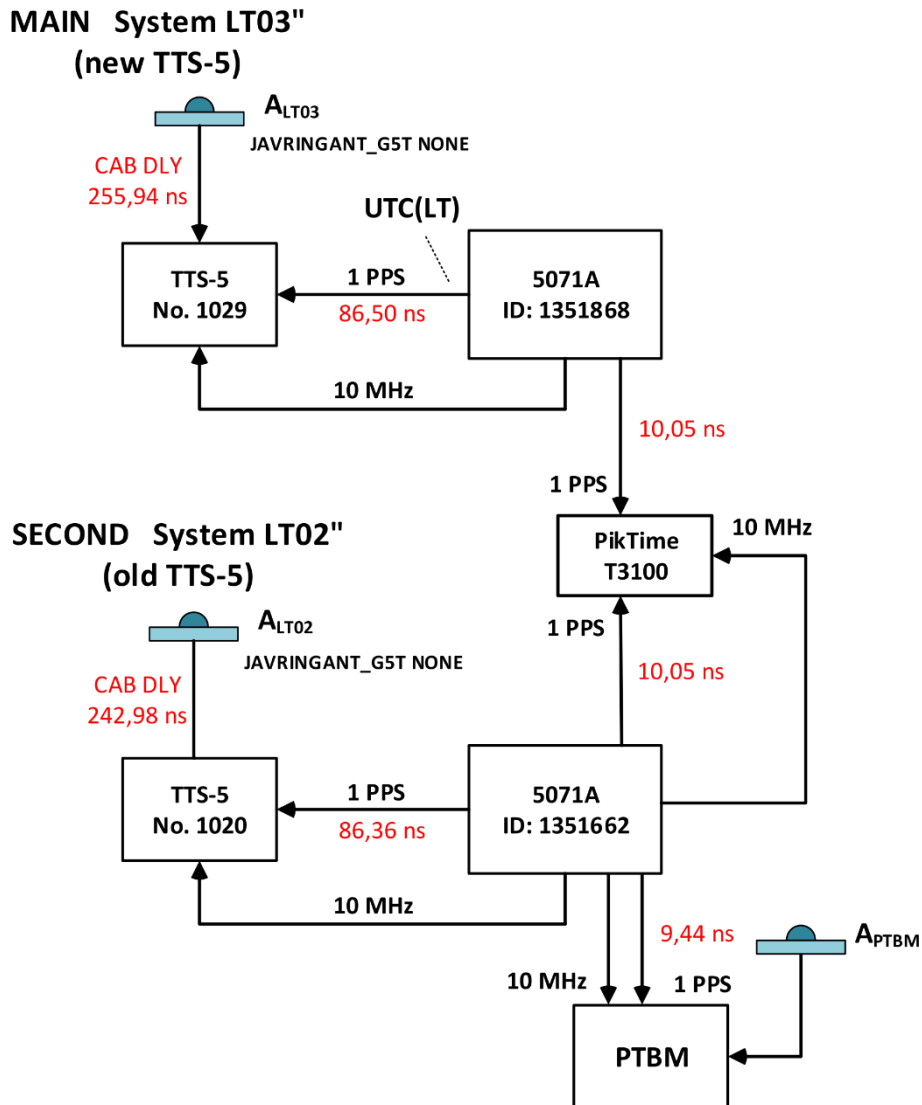 MAIN System LT03"
(new TTS-5)
ALT03
JAVRINGANT_G5T NONE
CAB DLY
255,94 ns
UTC(LT)
TTS-5
No. 1029
1 PPS
86,50 ns
5071A
ID: 1351868
10 MHz
10,05 ns
1 PPS
SECOND System LT02"
(old TTS-5)
PikTime
T3100
10 MHz
1 PPS
ALT02
JAVRINGANT_G5T NONE
CAB DLY
242,98 ns
10,05 ns
TTS-5
No. 1020
1 PPS
86,36 ns
5071A
ID: 1351662
10 MHz
9,44 ns
APTBM
10 MHz
1 PPS
PTBM